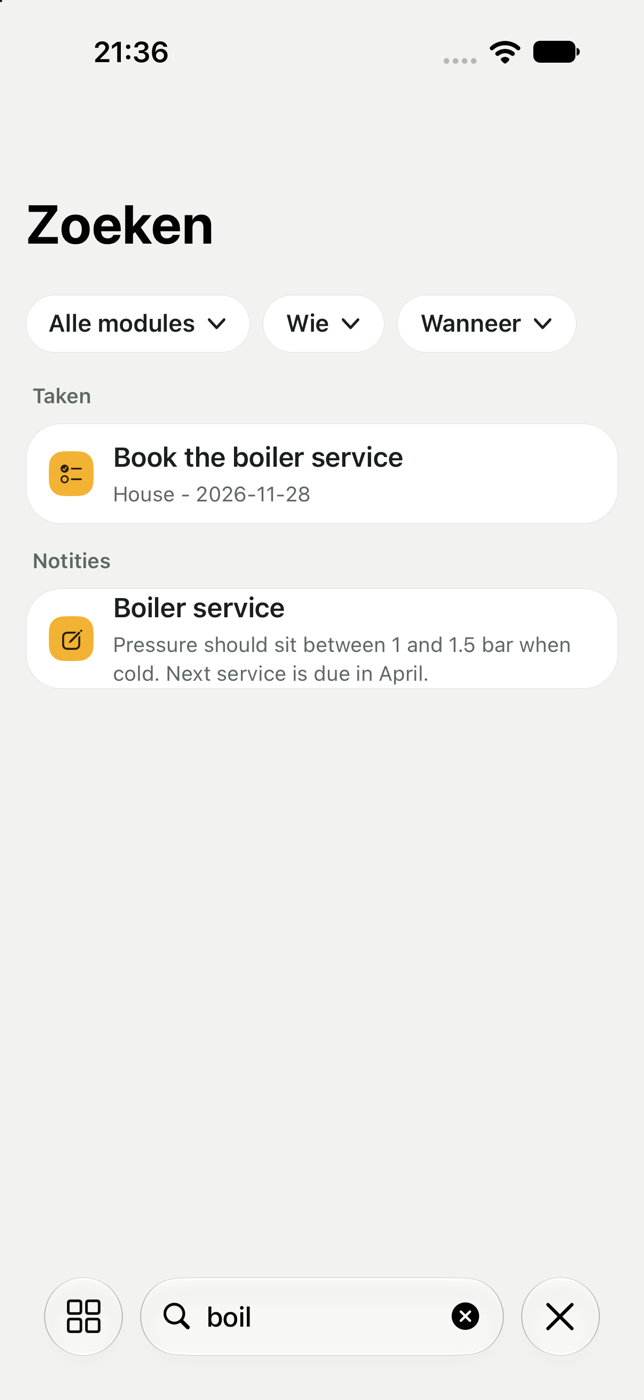 21:36
Zoeken
Alle modules
Wie
Wanneer
Taken
Book the boiler service
House - 2026-11-28
Notities
Boiler service
Pressure should sit between 1 and 1.5 bar when
cold. Next service is due in April.
boil